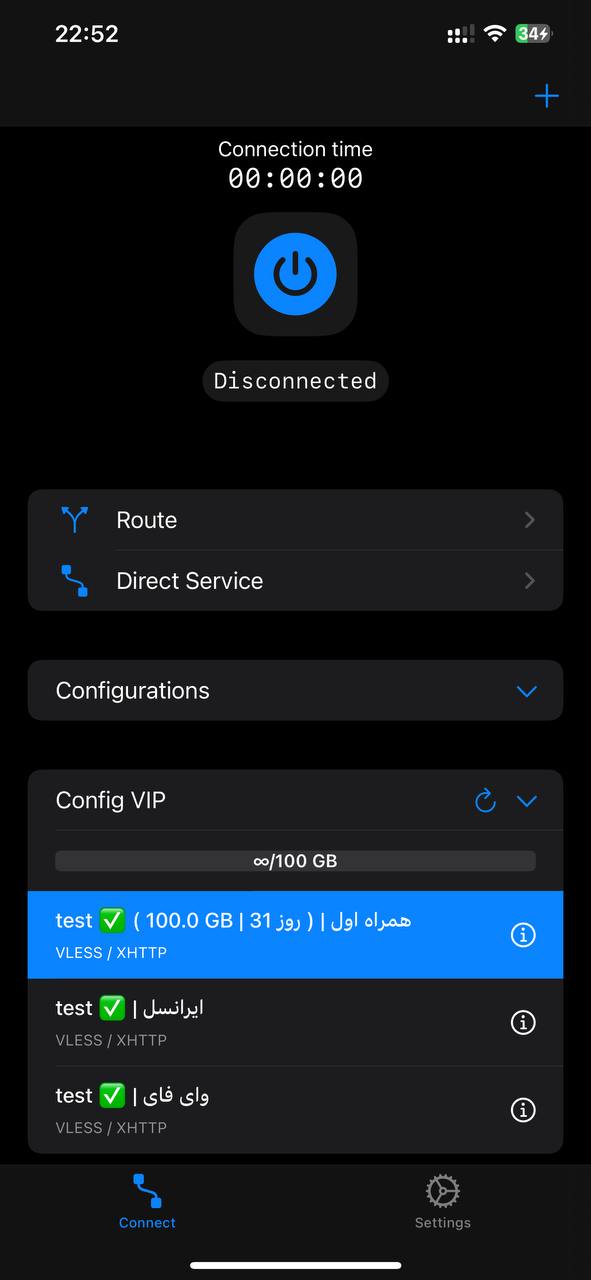 22:52
34
Connection time
00:00:00
Disconnected
Route
Direct Service
Configurations
Config VIP
∞/100 GB
test ✅ ( 100.0 GB | 31 روز ) | همراه اول
VLESS / XHTTP
test ✅ | ایرانسل
VLESS / XHTTP
test ✅ | وای فای
VLESS / XHTTP
Connect
Settings